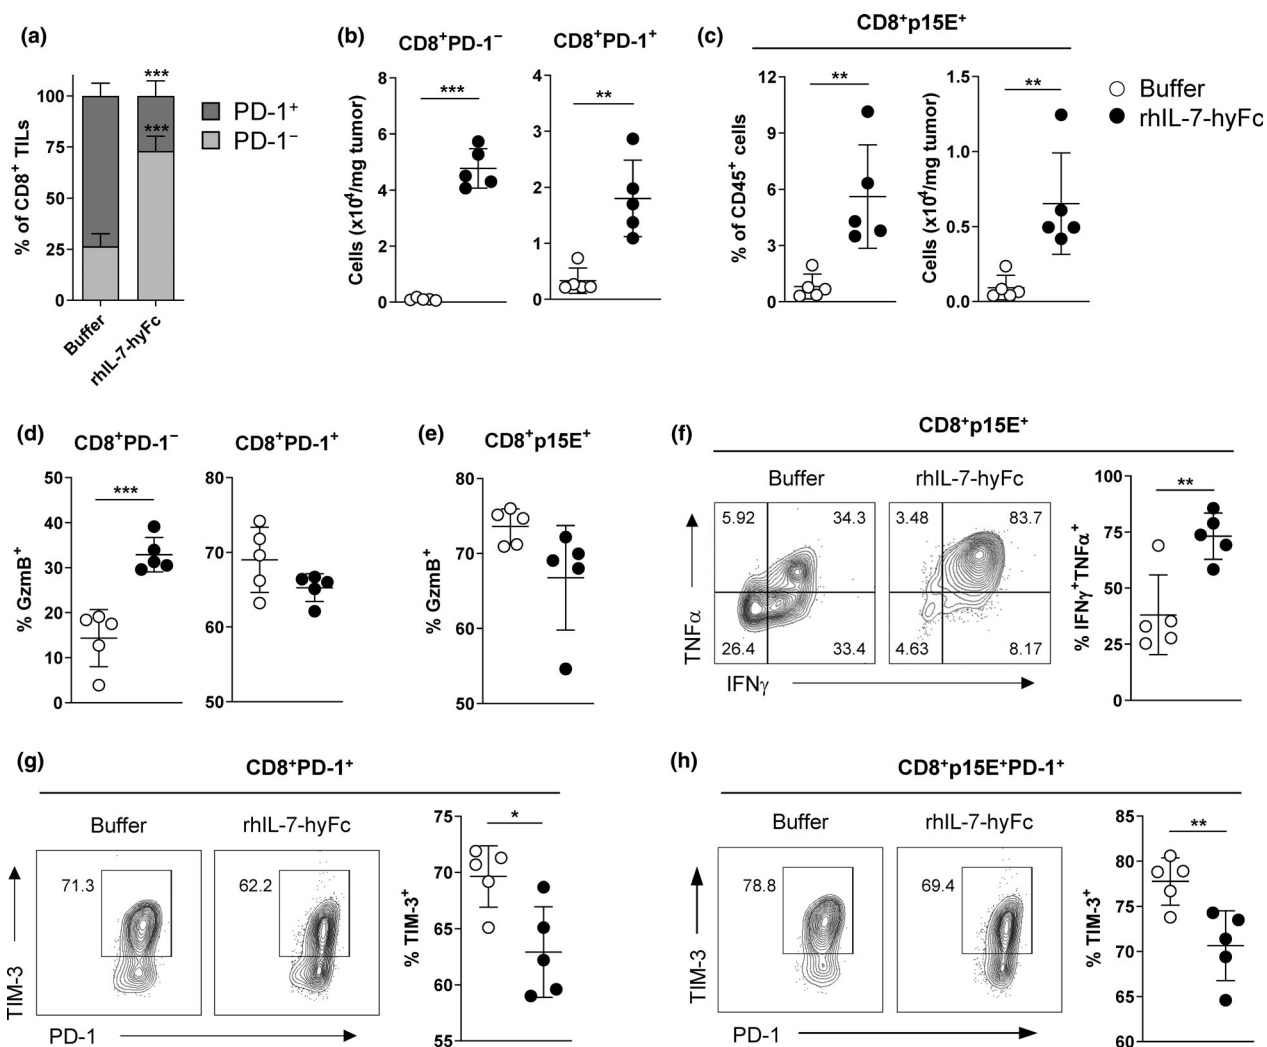 (a)
***
100
75
50
25
0
***
% of CD8⁺ TILs
Buffer
rhIL-7-hyFc
PD-1⁺
PD-1⁻
(b)
CD8⁺PD-1⁻
8
6
4
2
0
***
Cells (x10⁴/mg tumor)
CD8⁺PD-1⁺
4
3
2
1
0
**
(c)
CD8⁺p15E⁺
12
9
6
3
0
**
% of CD45⁺ cells
1.5
1.0
0.5
0.0
**
Cells (x10⁴/mg tumor)
Buffer
rhIL-7-hyFc
(d)
CD8⁺PD-1⁻
50
40
30
20
10
0
***
% GzmB⁺
CD8⁺PD-1⁺
80
70
60
50
(e)
CD8⁺p15E⁺
80
70
60
50
% GzmB⁺
(f)
CD8⁺p15E⁺
Buffer
rhIL-7-hyFc
5.92 34.3
26.4 33.4
3.48 83.7
4.63 8.17
TNFα
IFNγ
100
75
50
25
0
**
% IFNγ⁺TNFα⁺
(g)
CD8⁺PD-1⁺
Buffer
rhIL-7-hyFc
71.3
62.2
TIM-3
PD-1
75
70
65
60
55
*
% TIM-3⁺
(h)
CD8⁺p15E⁺PD-1⁺
Buffer
rhIL-7-hyFc
78.8
69.4
TIM-3
PD-1
85
80
75
70
65
60
**
% TIM-3⁺